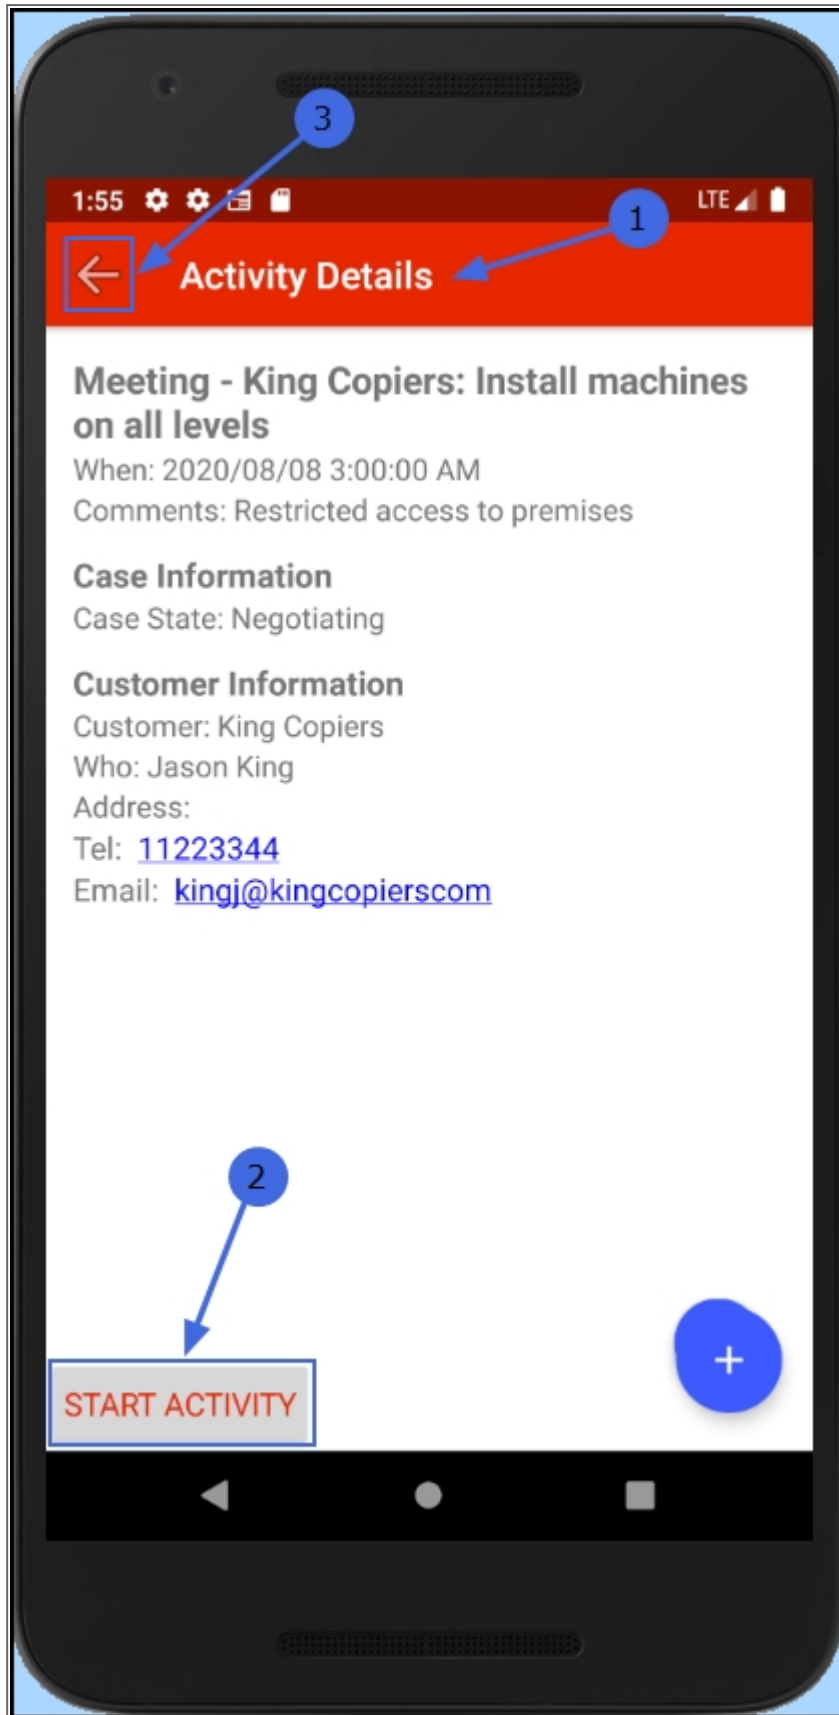 3
1:55
LTE
1
Activity Details
Meeting - King Copiers: Install machines
on all levels
When: 2020/08/08 3:00:00 AM
Comments: Restricted access to premises
Case Information
Case State: Negotiating
Customer Information
Customer: King Copiers
Who: Jason King
Address:
Tel: 11223344
Email: kingj@kingcopierscom
2
+
START ACTIVITY